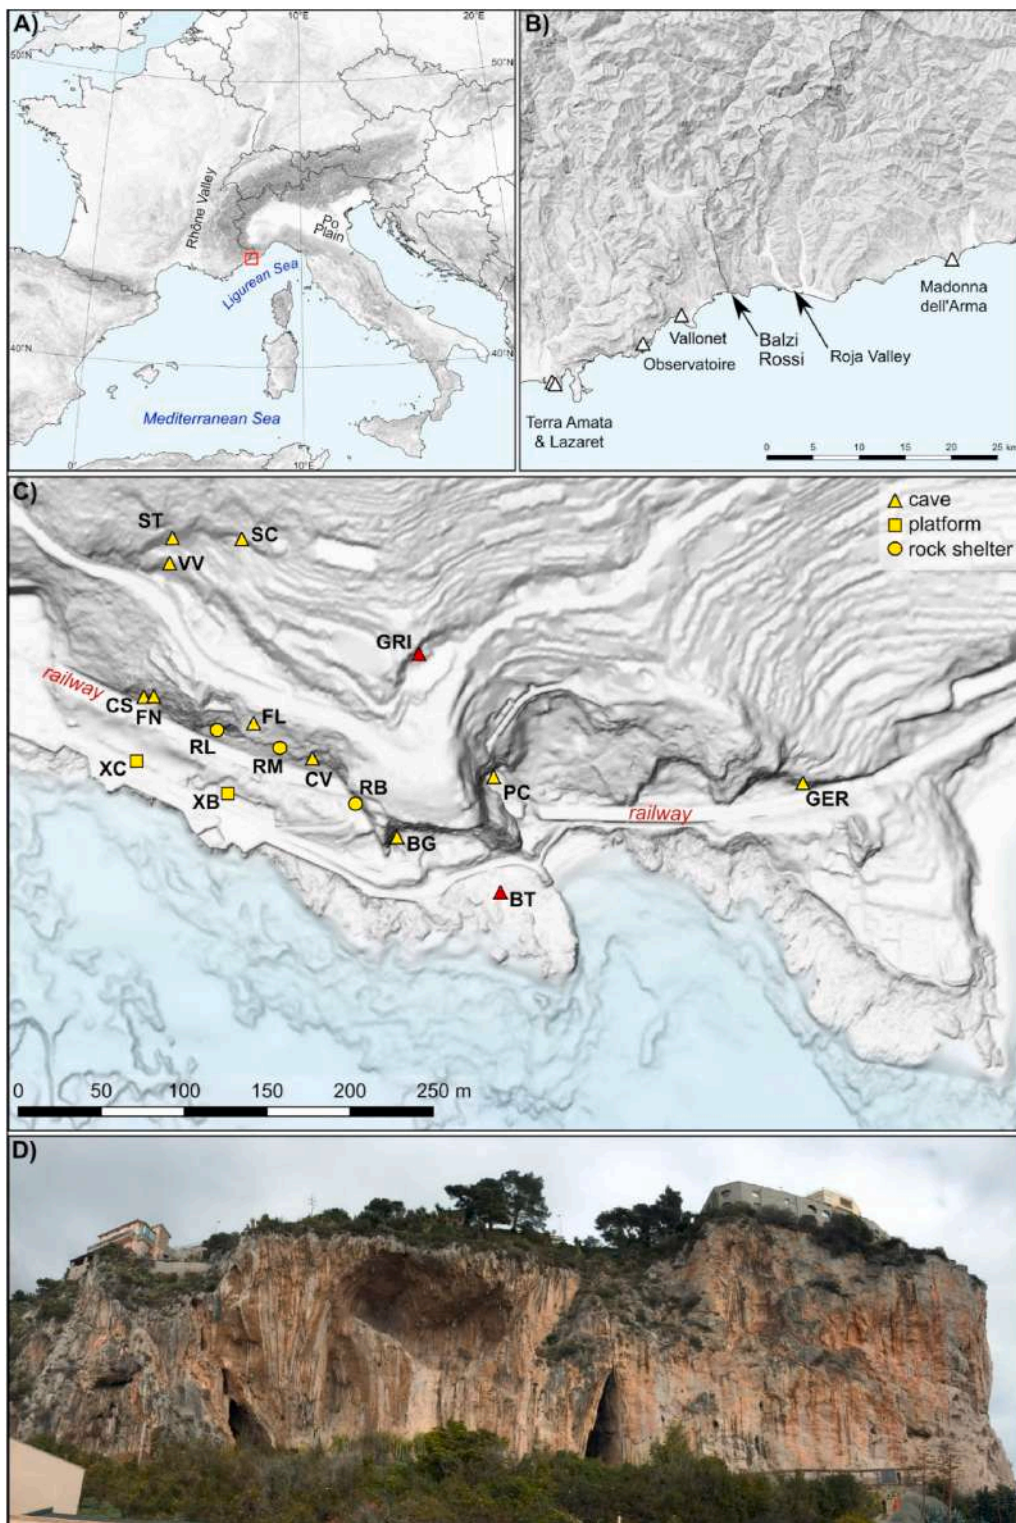 A)
0°
10°E
20°E
50°N
50°N
Rhône Valley
Po
Plain
Ligurean Sea
40°N
40°N
Mediterranean Sea
0°
10°E
B)
Madonna
dell'Arma
Vallonet
Balzi
Rossi
Roja Valley
Observatoire
Terra Amata
& Lazaret
0 5 10 15 20 25 km
C)
cave
platform
rock shelter
ST
SC
VV
GRI
railway
CS
FN
FL
RL
RM
CV
XC
XB
RB
PC
GER
railway
BG
BT
0 50 100 150 200 250 m
D)